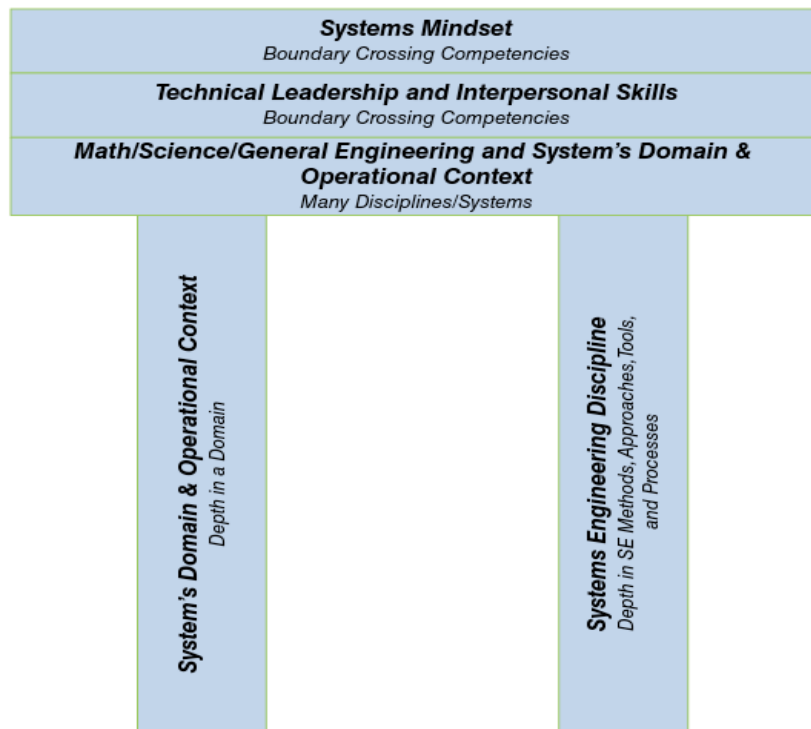 Systems Mindset
Boundary Crossing Competencies
Technical Leadership and Interpersonal Skills
Boundary Crossing Competencies
Math/Science/General Engineering and System's Domain &
Operational Context
Many Disciplines/Systems
System's Domain & Operational Context
Depth in a Domain
Systems Engineering Discipline
Depth in SE Methods, Approaches, Tools,
and Processes